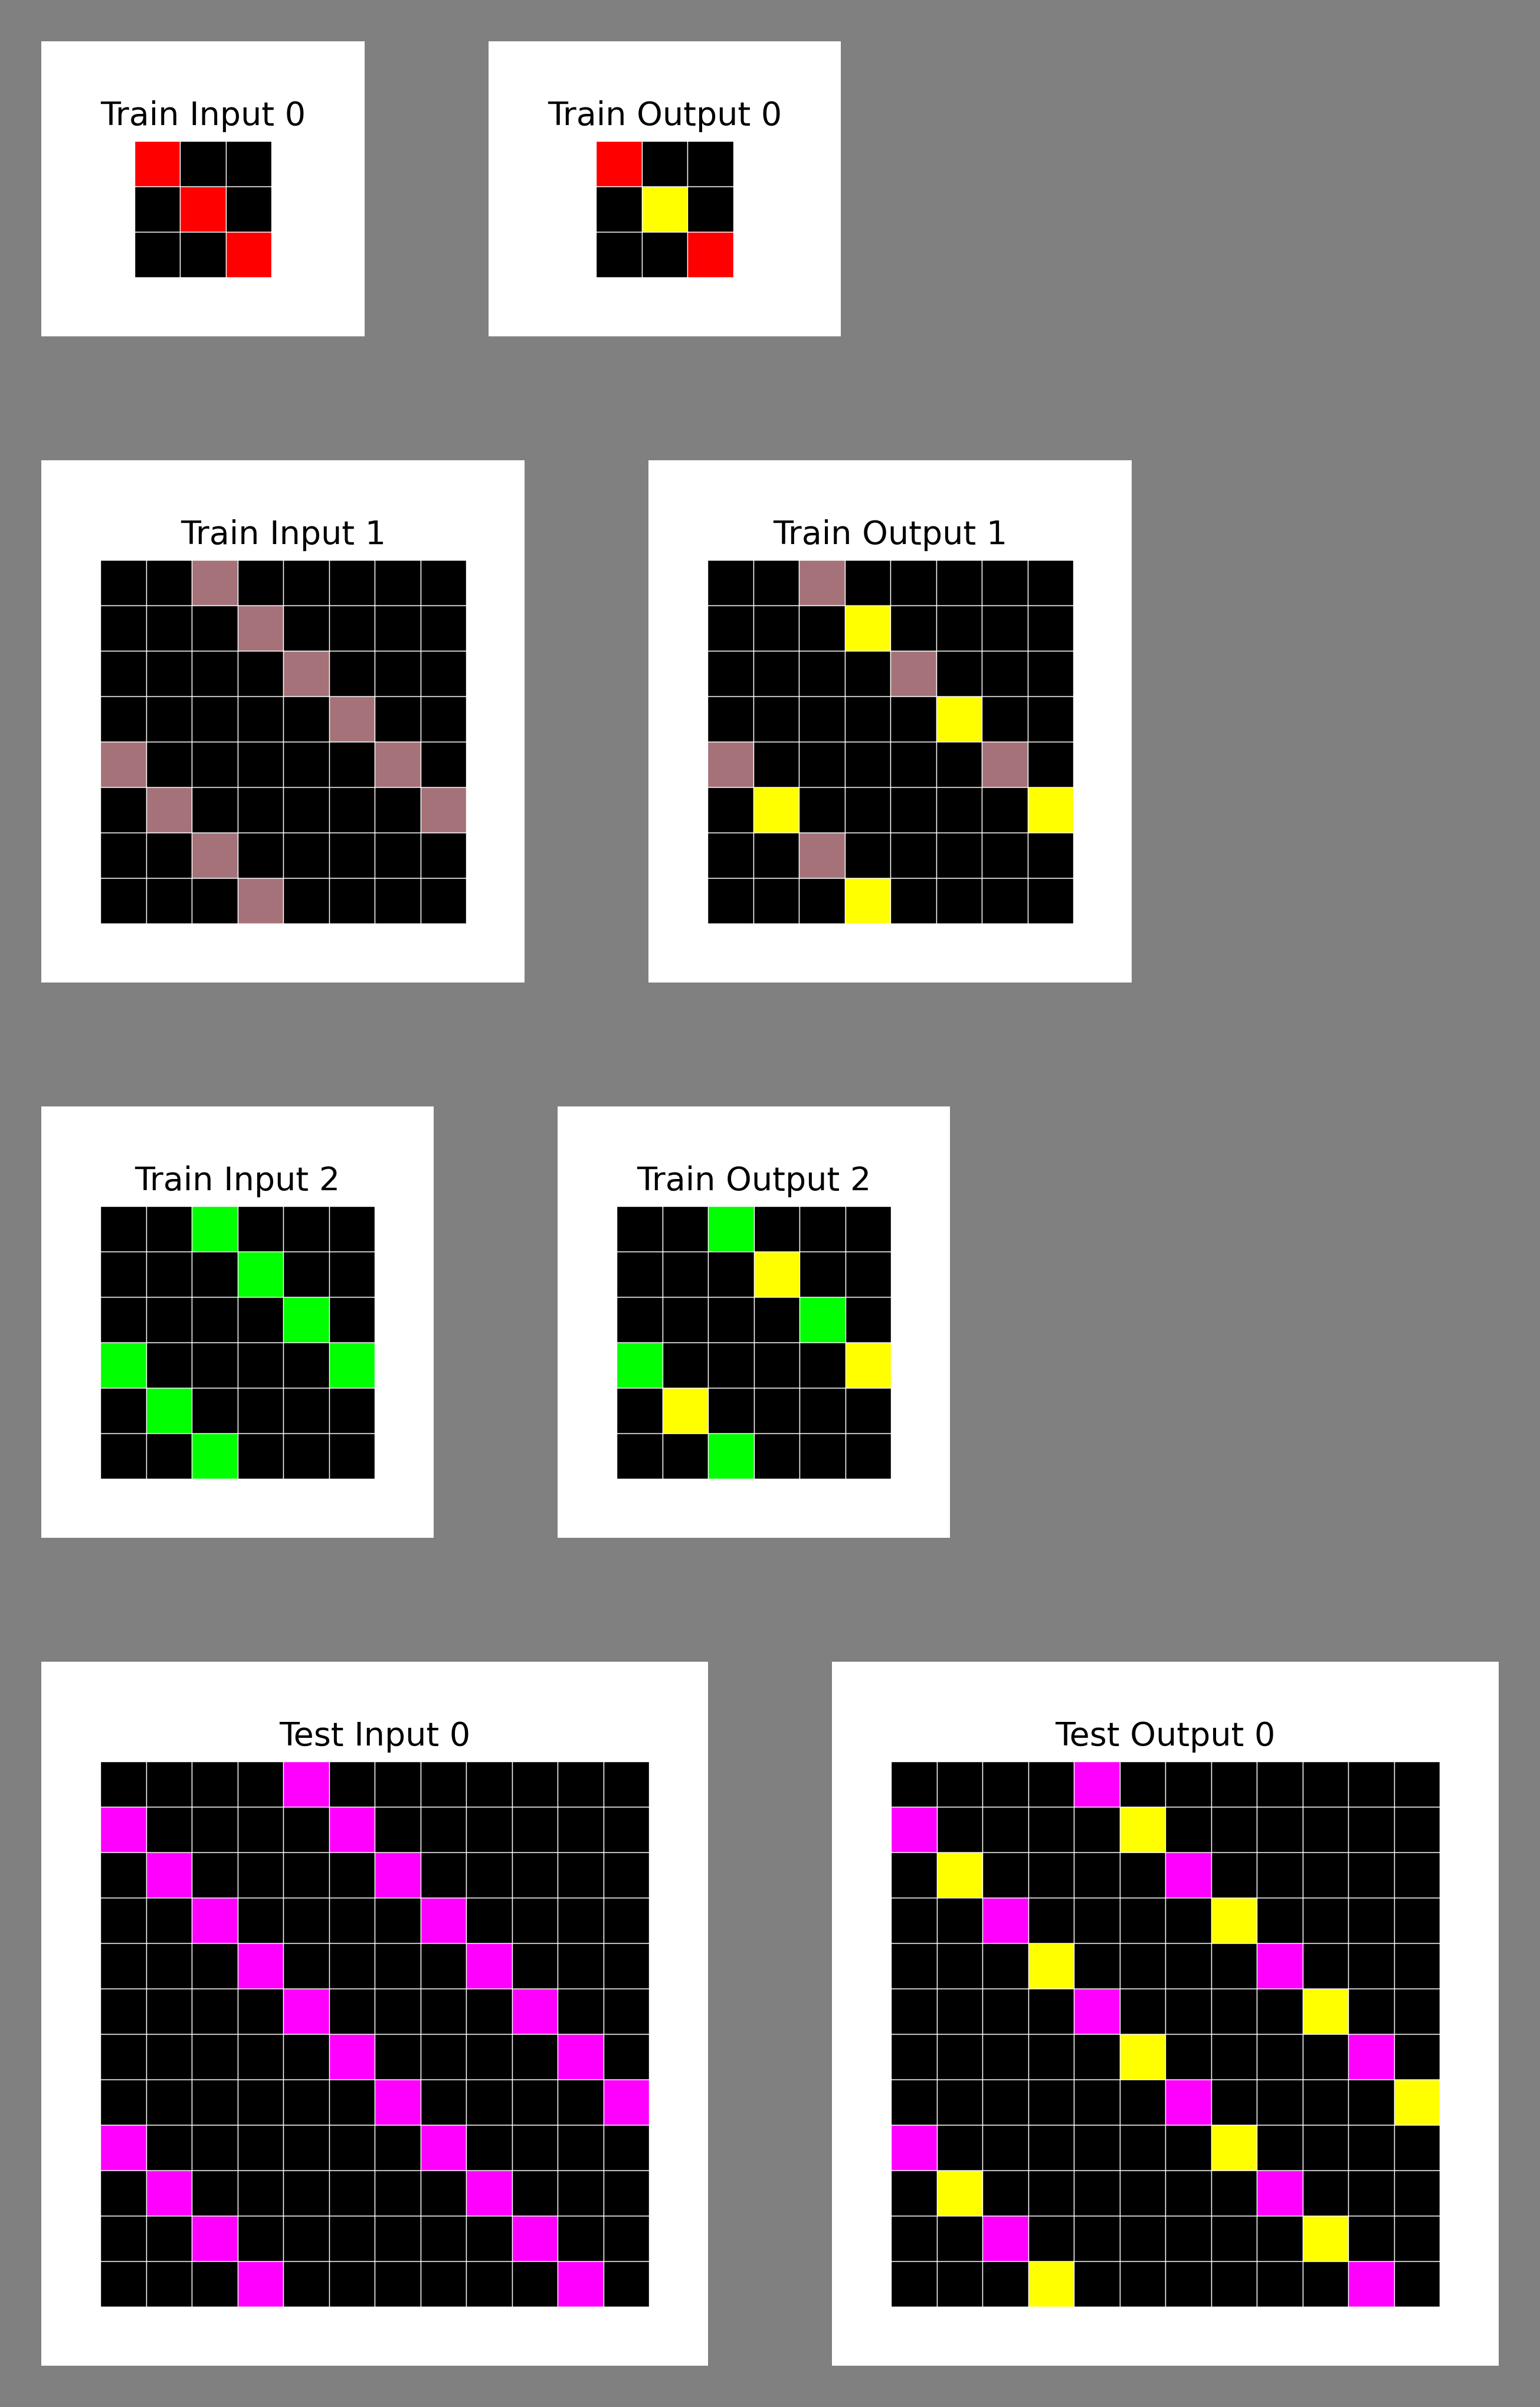 Train Input 0
Train Output 0
Train Input 1
Train Output 1
Train Input 2
Train Output 2
Test Input 0
Test Output 0